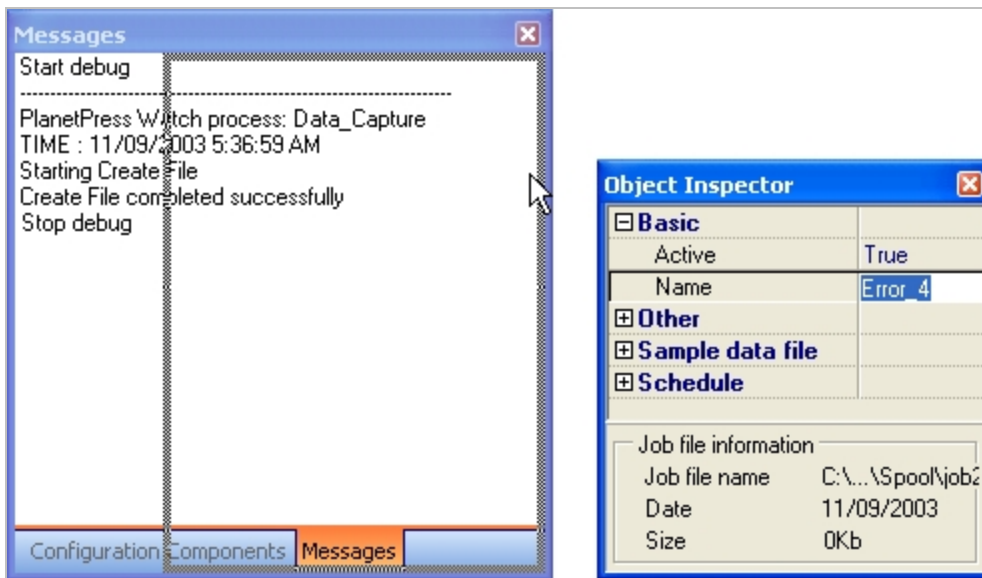 Messages
Start debug
--------------------------------------------------------------------------------
PlanetPress Watch process: Data_Capture
TIME : 11/09/2003 5:36:59 AM
Starting Create File
Create File completed successfully
Stop debug
Configuration Components Messages
Object Inspector
Basic
Active True
Name Error_4
Other
Sample data file
Schedule
Job file information
Job file name C:\...\Spool\job2
Date 11/09/2003
Size 0Kb